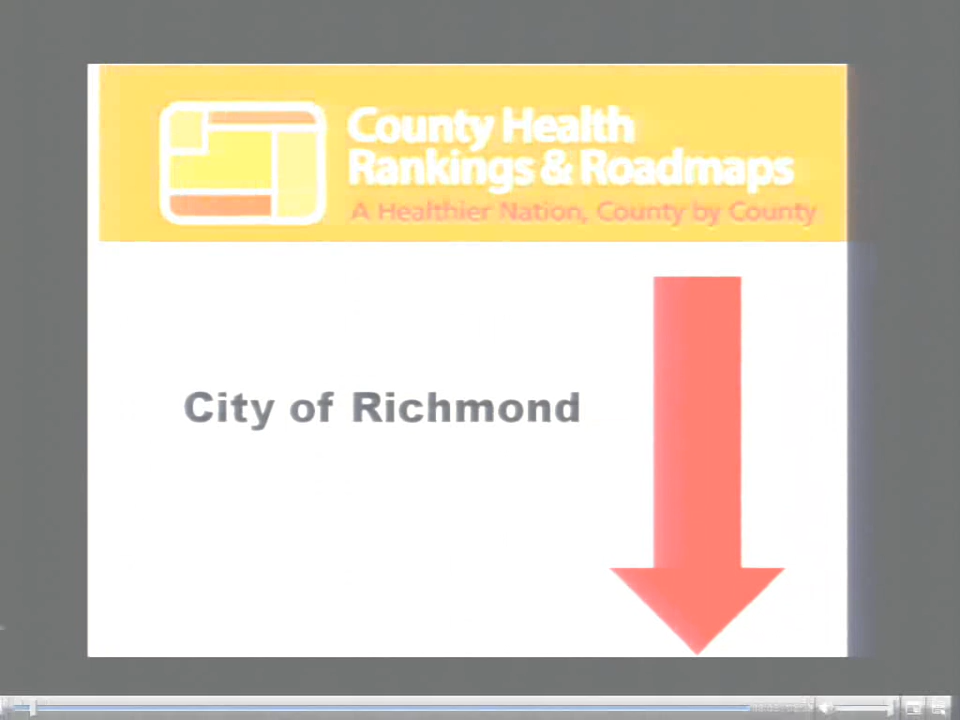 County Health
Rankings & Roadmaps
A Healthier Nation, County by County
City of Richmond